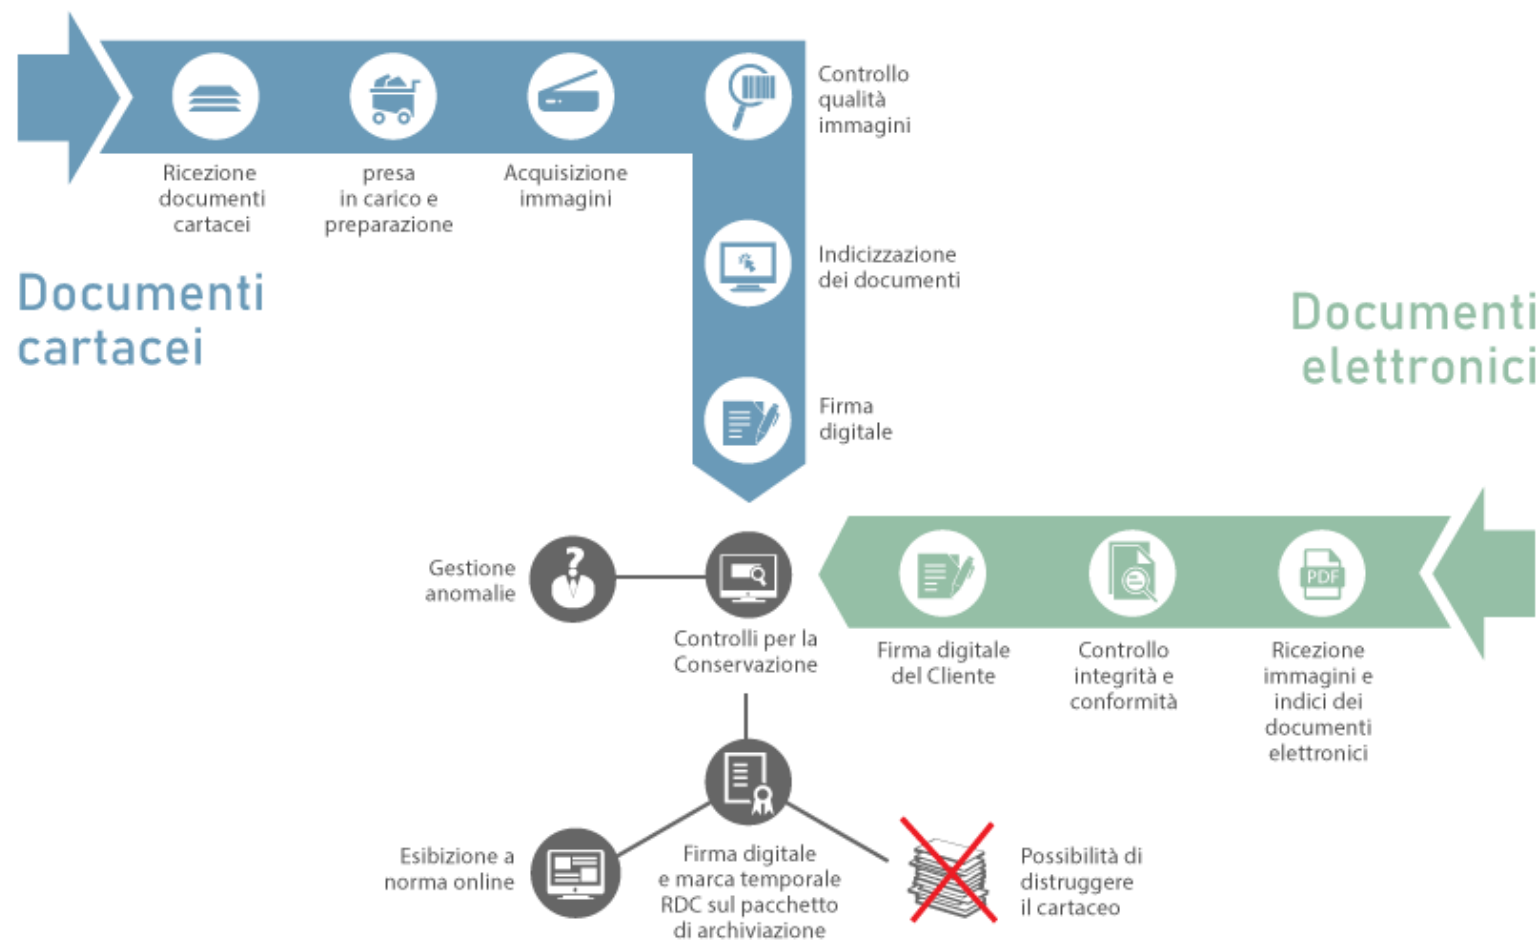 Ricezione
documenti
cartacei
presa
in carico e
preparazione
Acquisizione
immagini
Controllo
qualità
immagini
Indicizzazione
dei documenti
Firma
digitale
Documenti
cartacei
Documenti
elettronici
PDF
Ricezione
immagini e
indici dei
documenti
elettronici
Controllo
integrità e
conformità
Firma digitale
del Cliente
Gestione
anomalie
?
Controlli per la
Conservazione
Esibizione a
norma online
Firma digitale
e marca temporale
RDC sul pacchetto
di archiviazione
Possibilità di
distruggere
il cartaceo